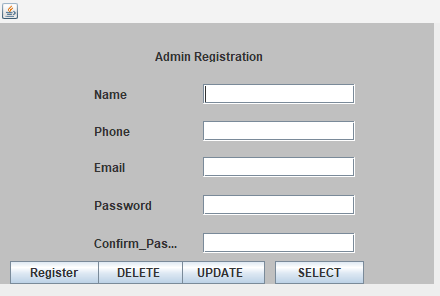 Admin Registration
Name
Phone
Email
Password
Confirm_Pas...
Register DELETE UPDATE SELECT